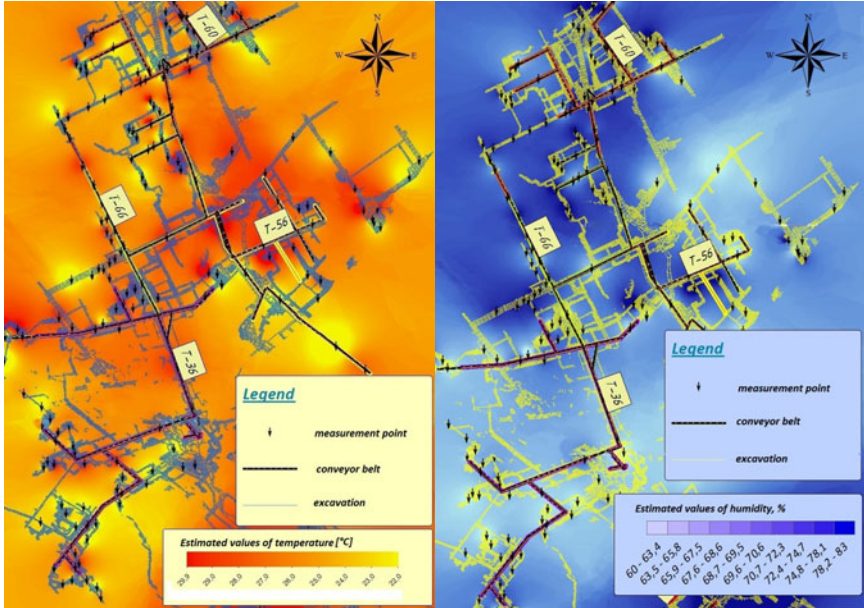 T-60
N
W
E
S
T-66
T-56
T-36
Legend
measurement point
conveyor belt
excavation
Estimated values of temperature [°C]
29,9
29,0
28,0
27,0
26,0
25,0
24,0
23,0
22,0
T-60
N
W
E
S
T-66
T-56
T-36
Legend
measurement point
conveyor belt
excavation
Estimated values of humidity, %
60 - 63,4
63,5 - 65,8
65,9 - 67,5
67,6 - 68,6
68,7 - 69,5
69,6 - 70,6
70,7 - 72,3
72,4 - 74,7
74,8 - 78,1
78,2 - 83